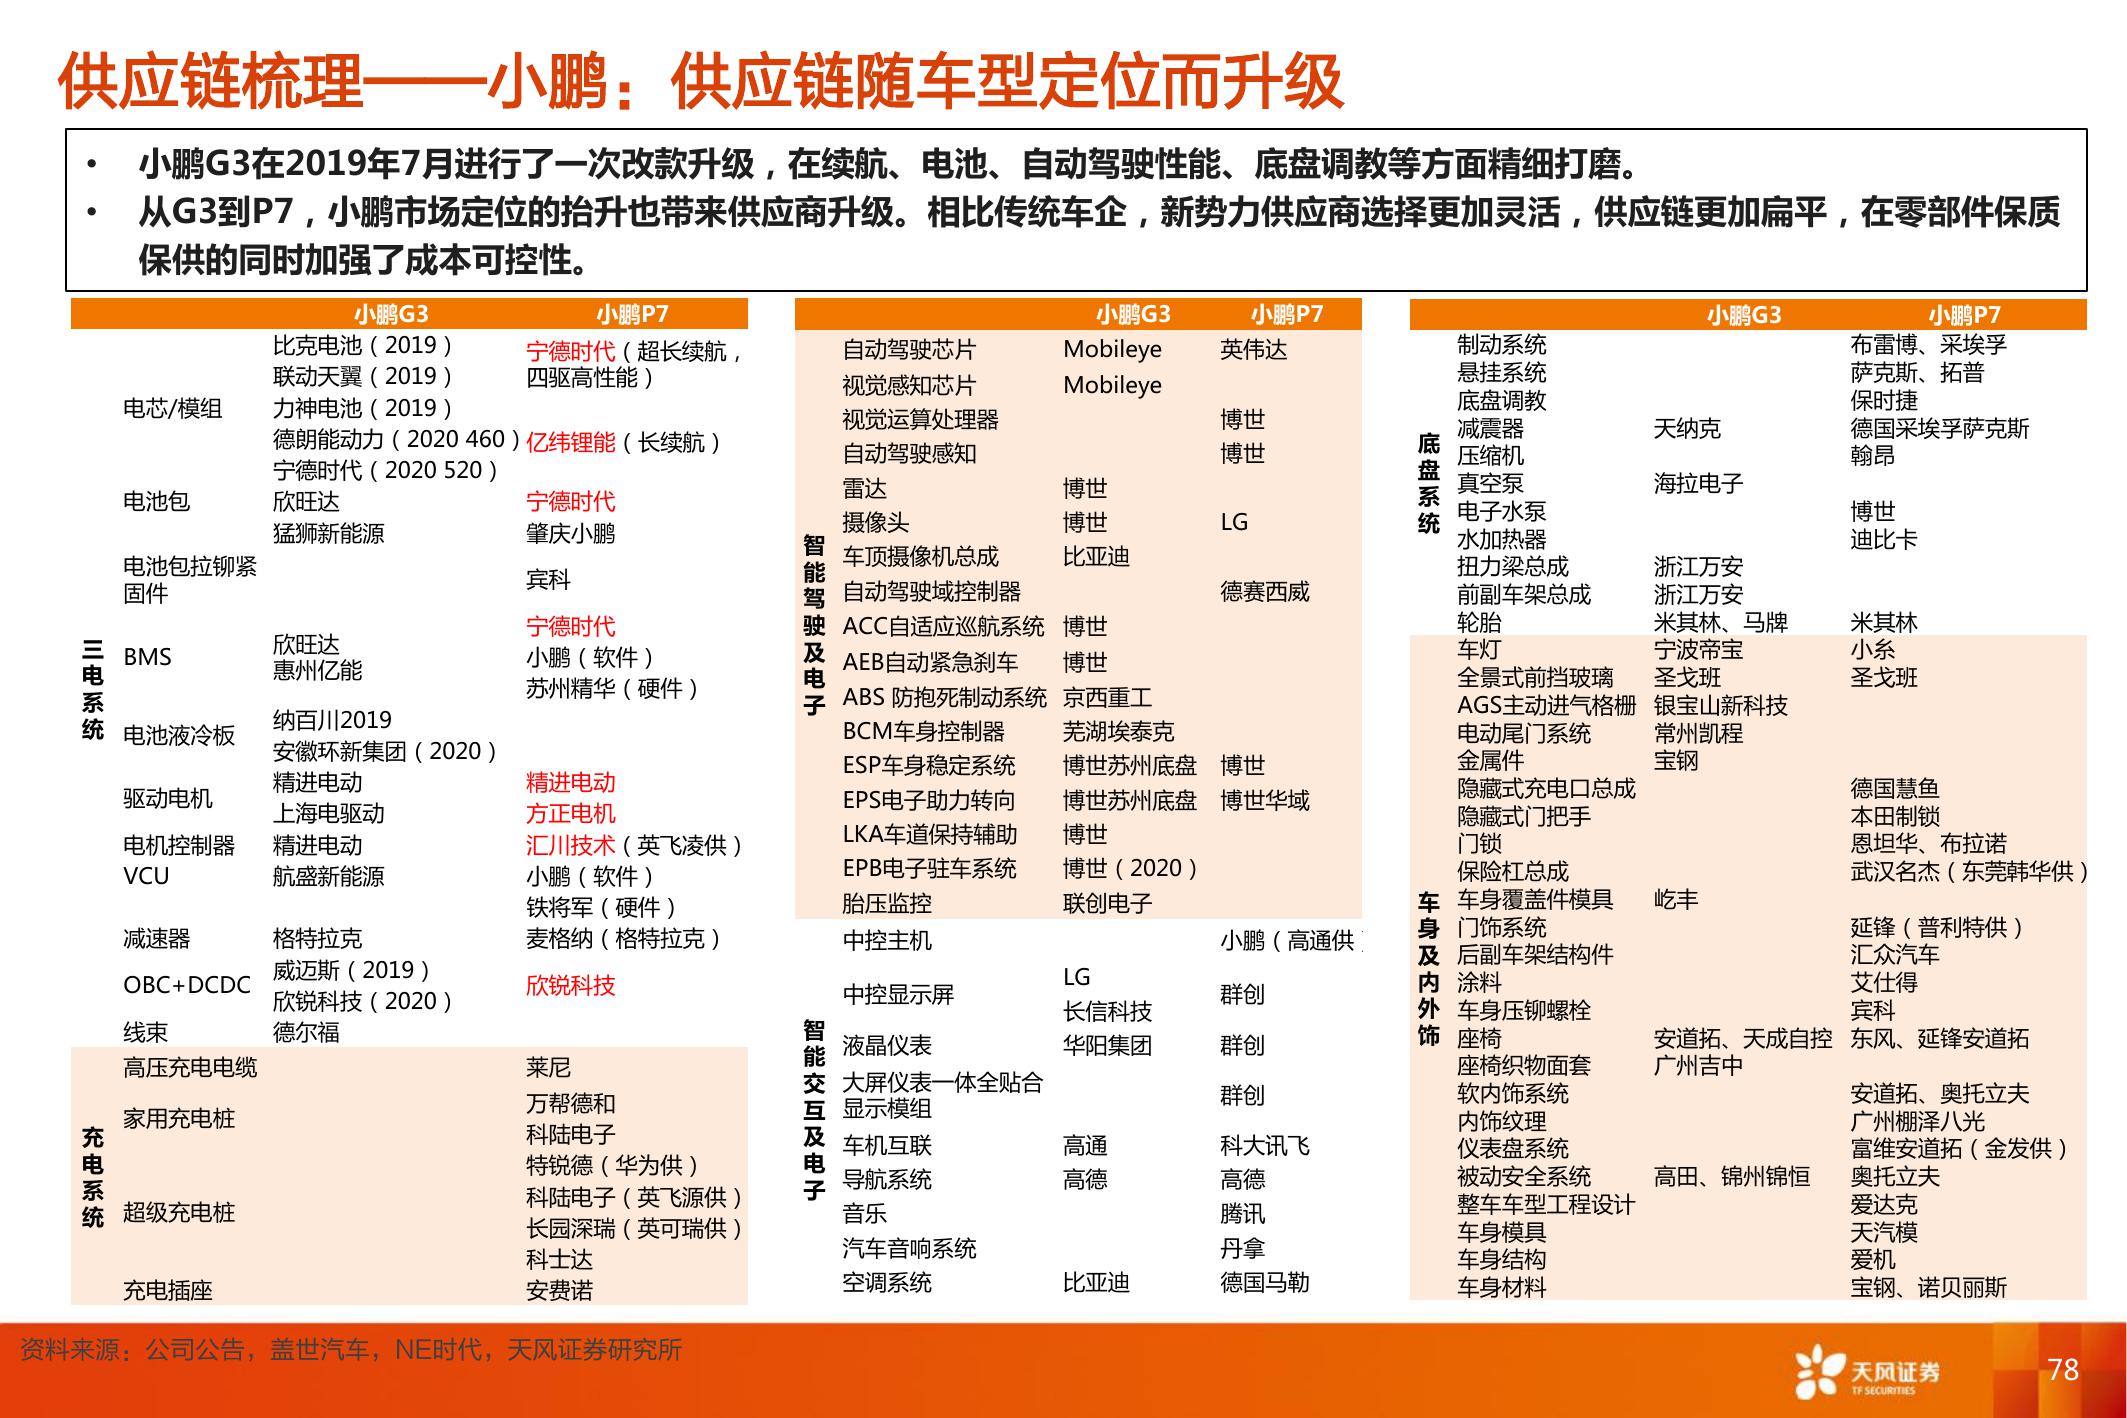 供应链梳理——小鹏：供应链随车型定位而升级
• 小鹏G3在2019年7月进行了一次改款升级，在续航、电池、自动驾驶性能、底盘调教等方面精细打磨。
• 从G3到P7，小鹏市场定位的抬升也带来供应商升级。相比传统车企，新势力供应商选择更加灵活，供应链更加扁平，在零部件保质
保供的同时加强了成本可控性。
小鹏G3 小鹏P7
三电系统
电芯/模组
比克电池（2019）
联动天翼（2019）
力神电池（2019）
德朗能动力（2020 460）
宁德时代（2020 520）
宁德时代（超长续航，
四驱高性能）
亿纬锂能（长续航）
电池包 欣旺达 宁德时代
猛狮新能源 肇庆小鹏
电池包拉铆紧
固件
宾科
BMS
欣旺达
惠州亿能
宁德时代
小鹏（软件）
苏州精华（硬件）
电池液冷板
纳百川2019
安徽环新集团（2020）
驱动电机
精进电动 精进电动
上海电驱动 方正电机
电机控制器 精进电动 汇川技术（英飞凌供）
VCU 航盛新能源 小鹏（软件）
铁将军（硬件）
减速器 格特拉克 麦格纳（格特拉克）
OBC+DCDC
威迈斯（2019）
欣锐科技（2020）
欣锐科技
线束 德尔福
充电系统
高压充电电缆 莱尼
家用充电桩
万帮德和
科陆电子
超级充电桩
特锐德（华为供）
科陆电子（英飞源供）
长园深瑞（英可瑞供）
科士达
充电插座 安费诺
小鹏G3 小鹏P7
智能驾驶及电子
自动驾驶芯片 Mobileye 英伟达
视觉感知芯片 Mobileye
视觉运算处理器 博世
自动驾驶感知 博世
雷达 博世
摄像头 博世 LG
车顶摄像机总成 比亚迪
自动驾驶域控制器 德赛西威
ACC自适应巡航系统 博世
AEB自动紧急刹车 博世
ABS 防抱死制动系统 京西重工
BCM车身控制器 芜湖埃泰克
ESP车身稳定系统 博世苏州底盘 博世
EPS电子助力转向 博世苏州底盘 博世华域
LKA车道保持辅助 博世
EPB电子驻车系统 博世（2020）
胎压监控 联创电子
智能交互及电子
中控主机 小鹏（高通供
中控显示屏
LG
长信科技
群创
液晶仪表 华阳集团 群创
大屏仪表一体全贴合
显示模组
群创
车机互联 高通 科大讯飞
导航系统 高德 高德
音乐 腾讯
汽车音响系统 丹拿
空调系统 比亚迪 德国马勒
小鹏G3 小鹏P7
底盘系统
制动系统 布雷博、采埃孚
悬挂系统 萨克斯、拓普
底盘调教 保时捷
减震器 天纳克 德国采埃孚萨克斯
压缩机 翰昂
真空泵 海拉电子
电子水泵 博世
水加热器 迪比卡
扭力梁总成 浙江万安
前副车架总成 浙江万安
轮胎 米其林、马牌 米其林
车身及内外饰
车灯 宁波帝宝 小系
全景式前挡玻璃 圣戈班 圣戈班
AGS主动进气格栅 银宝山新科技
电动尾门系统 常州凯程
金属件 宝钢
隐藏式充电口总成 德国慧鱼
隐藏式门把手 本田制锁
门锁 恩坦华、布拉诺
保险杠总成 武汉名杰（东莞韩华供）
车身覆盖件模具 屹丰
门饰系统 延锋（普利特供）
后副车架结构件 汇众汽车
涂料 艾仕得
车身压铆螺栓 宾科
座椅 安道拓、天成自控 东风、延锋安道拓
座椅织物面套 广州吉中
软内饰系统 安道拓、奥托立夫
内饰纹理 广州棚泽八光
仪表盘系统 富维安道拓（金发供）
被动安全系统 高田、锦州锦恒 奥托立夫
整车车型工程设计 爱达克
车身模具 天汽模
车身结构 爱机
车身材料 宝钢、诺贝丽斯
资料来源：公司公告，盖世汽车，NE时代，天风证券研究所
天风证券
TF SECURITIES
78